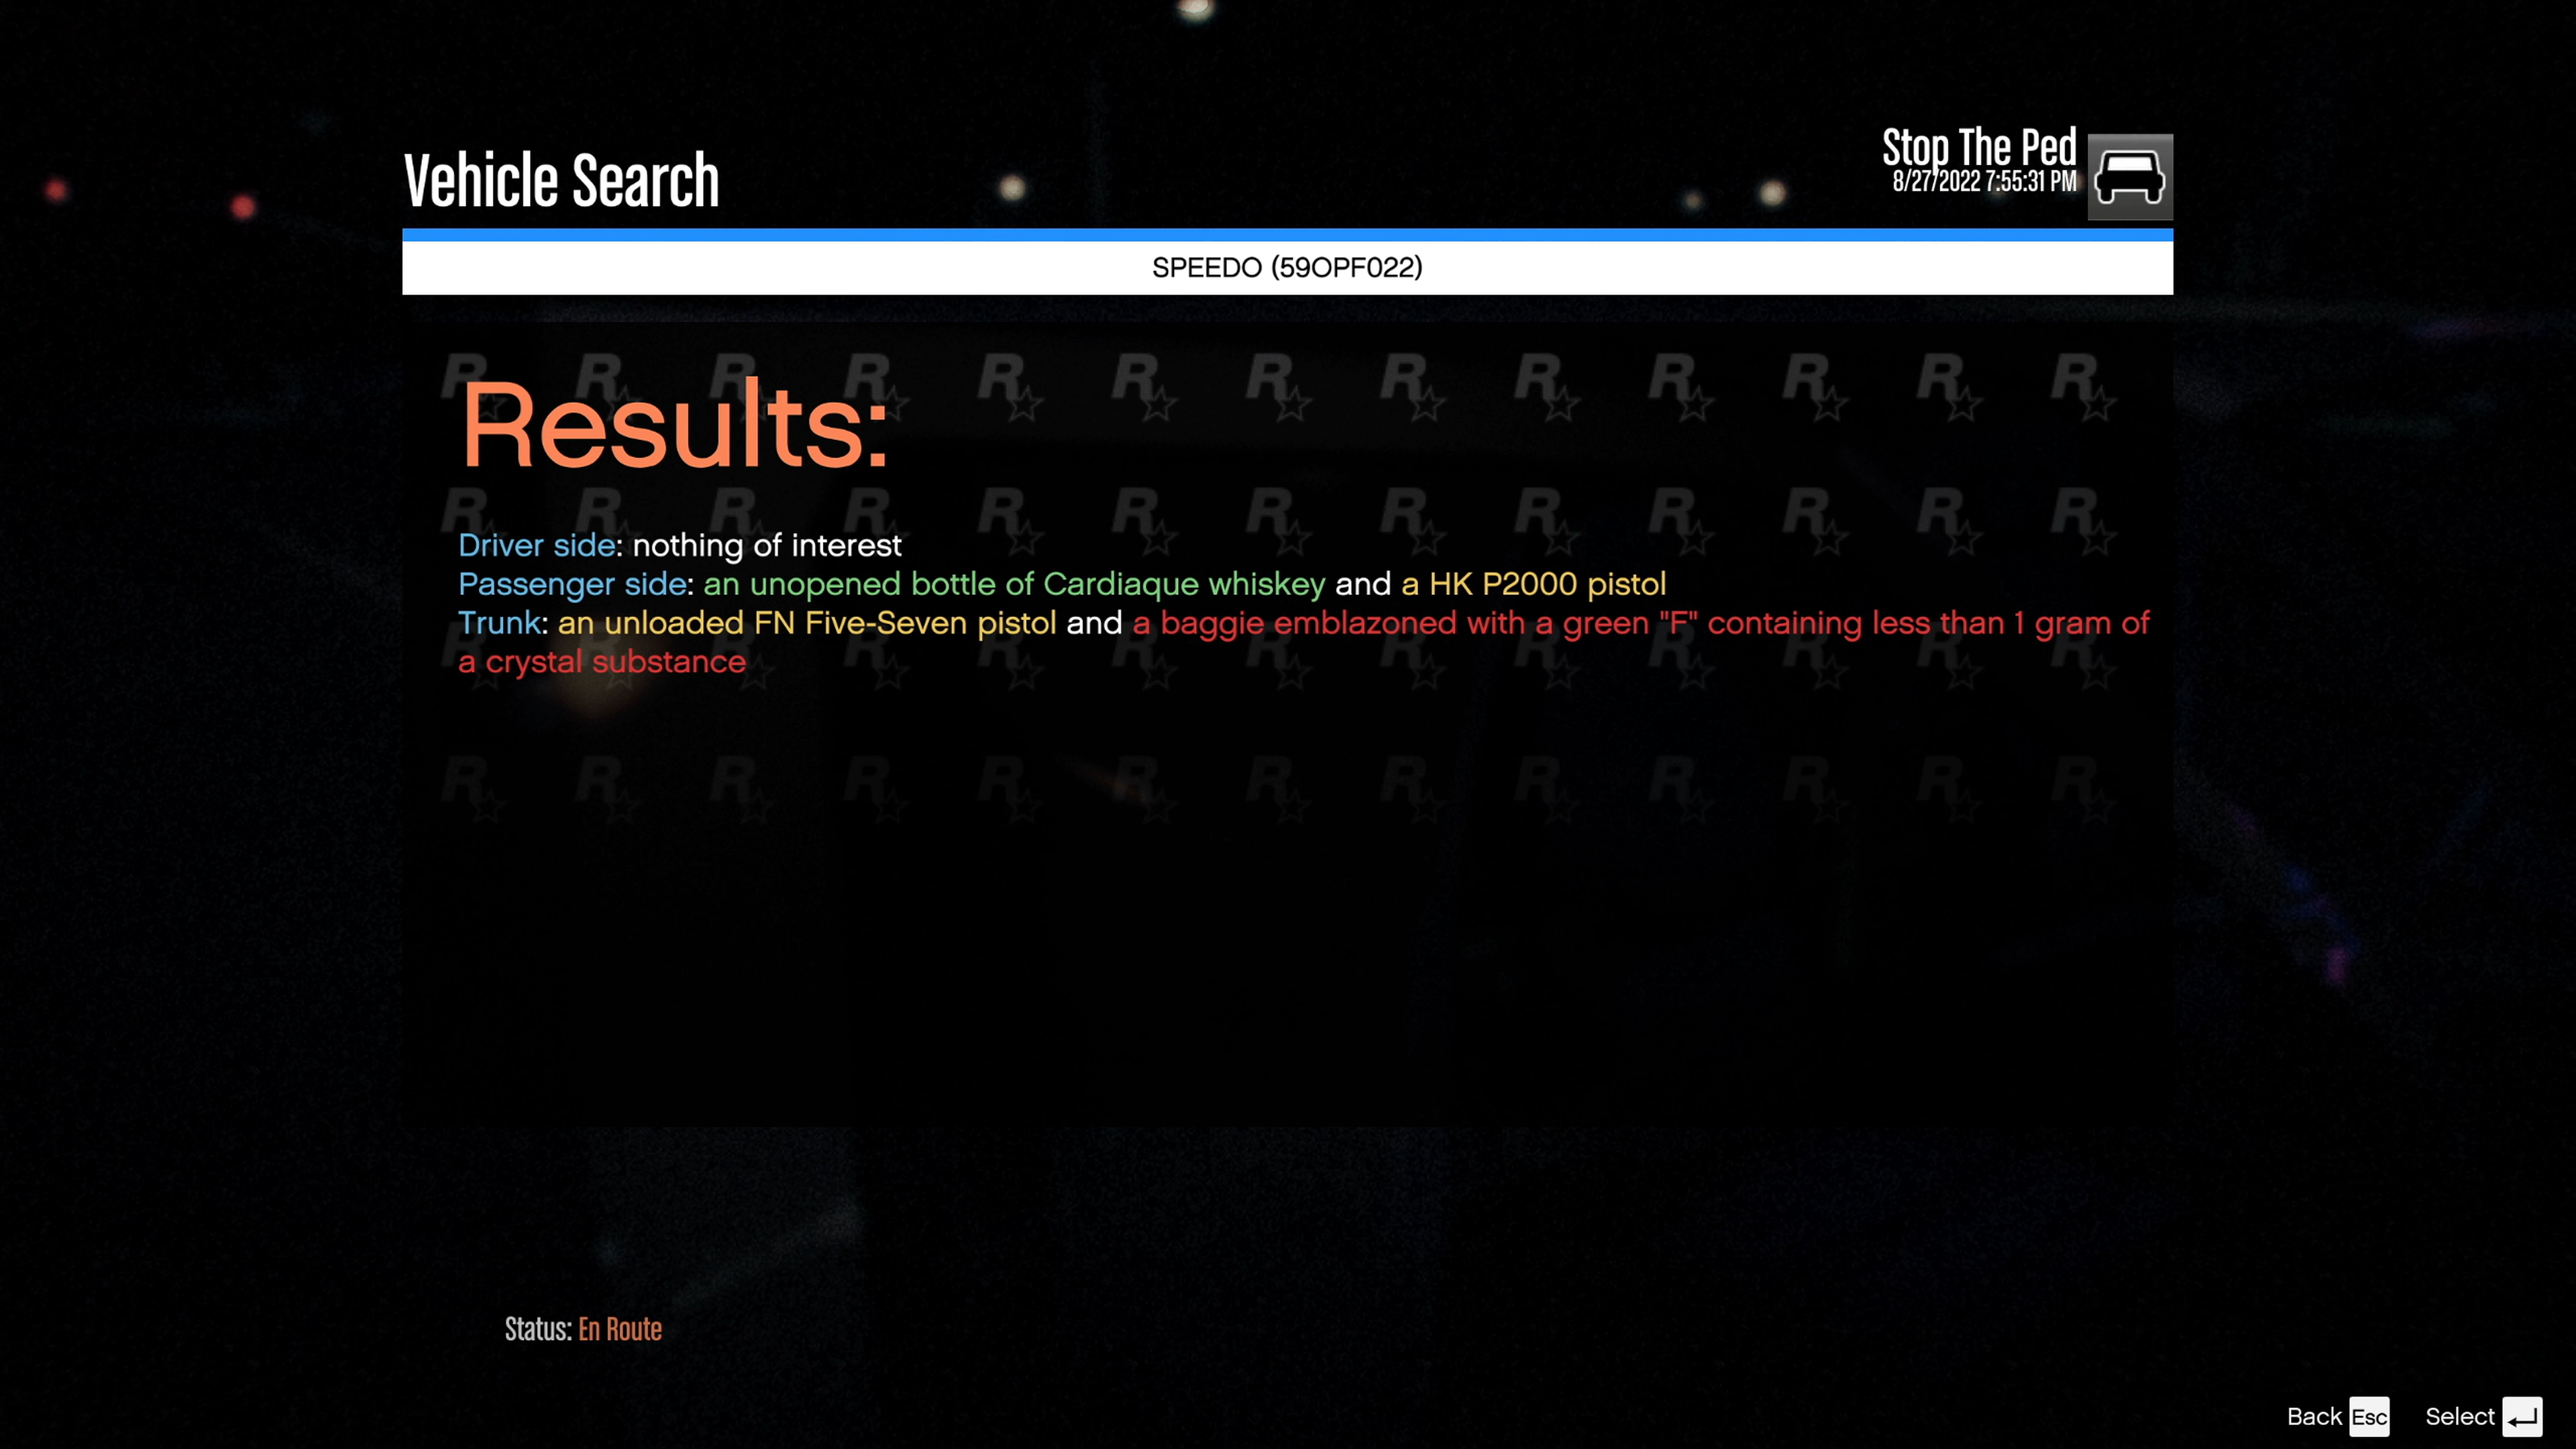 Vehicle Search
Stop The Ped
8/27/2022 7:55:31 PM
SPEEDO (59OPF022)
Results:
Driver side: nothing of interest
Passenger side: an unopened bottle of Cardiaque whiskey and a HK P2000 pistol
Trunk: an unloaded FN Five-Seven pistol and a baggie emblazoned with a green "F" containing less than 1 gram of
a crystal substance
Status: En Route
Back Esc Select